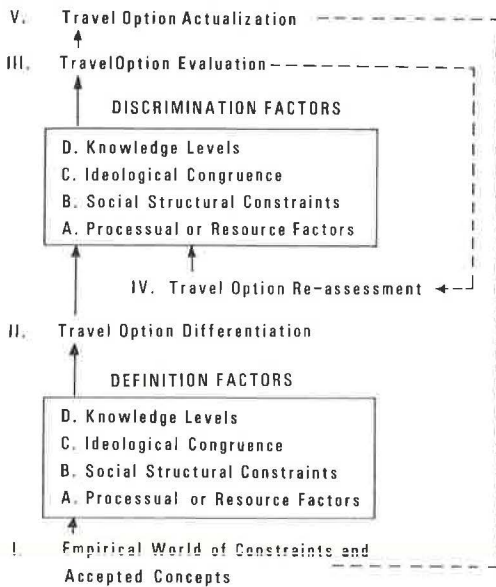 V. Travel Option Actualization
III. TravelOption Evaluation
DISCRIMINATION FACTORS
D. Knowledge Levels
C. Ideological Congruence
B. Social Structural Constraints
A. Processual or Resource Factors
IV. Travel Option Re-assessment
II. Travel Option Differentiation
DEFINITION FACTORS
D. Knowledge Levels
C. Ideological Congruence
B. Social Structural Constraints
A. Processual or Resource Factors
I. Empirical World of Constraints and
Accepted Concepts